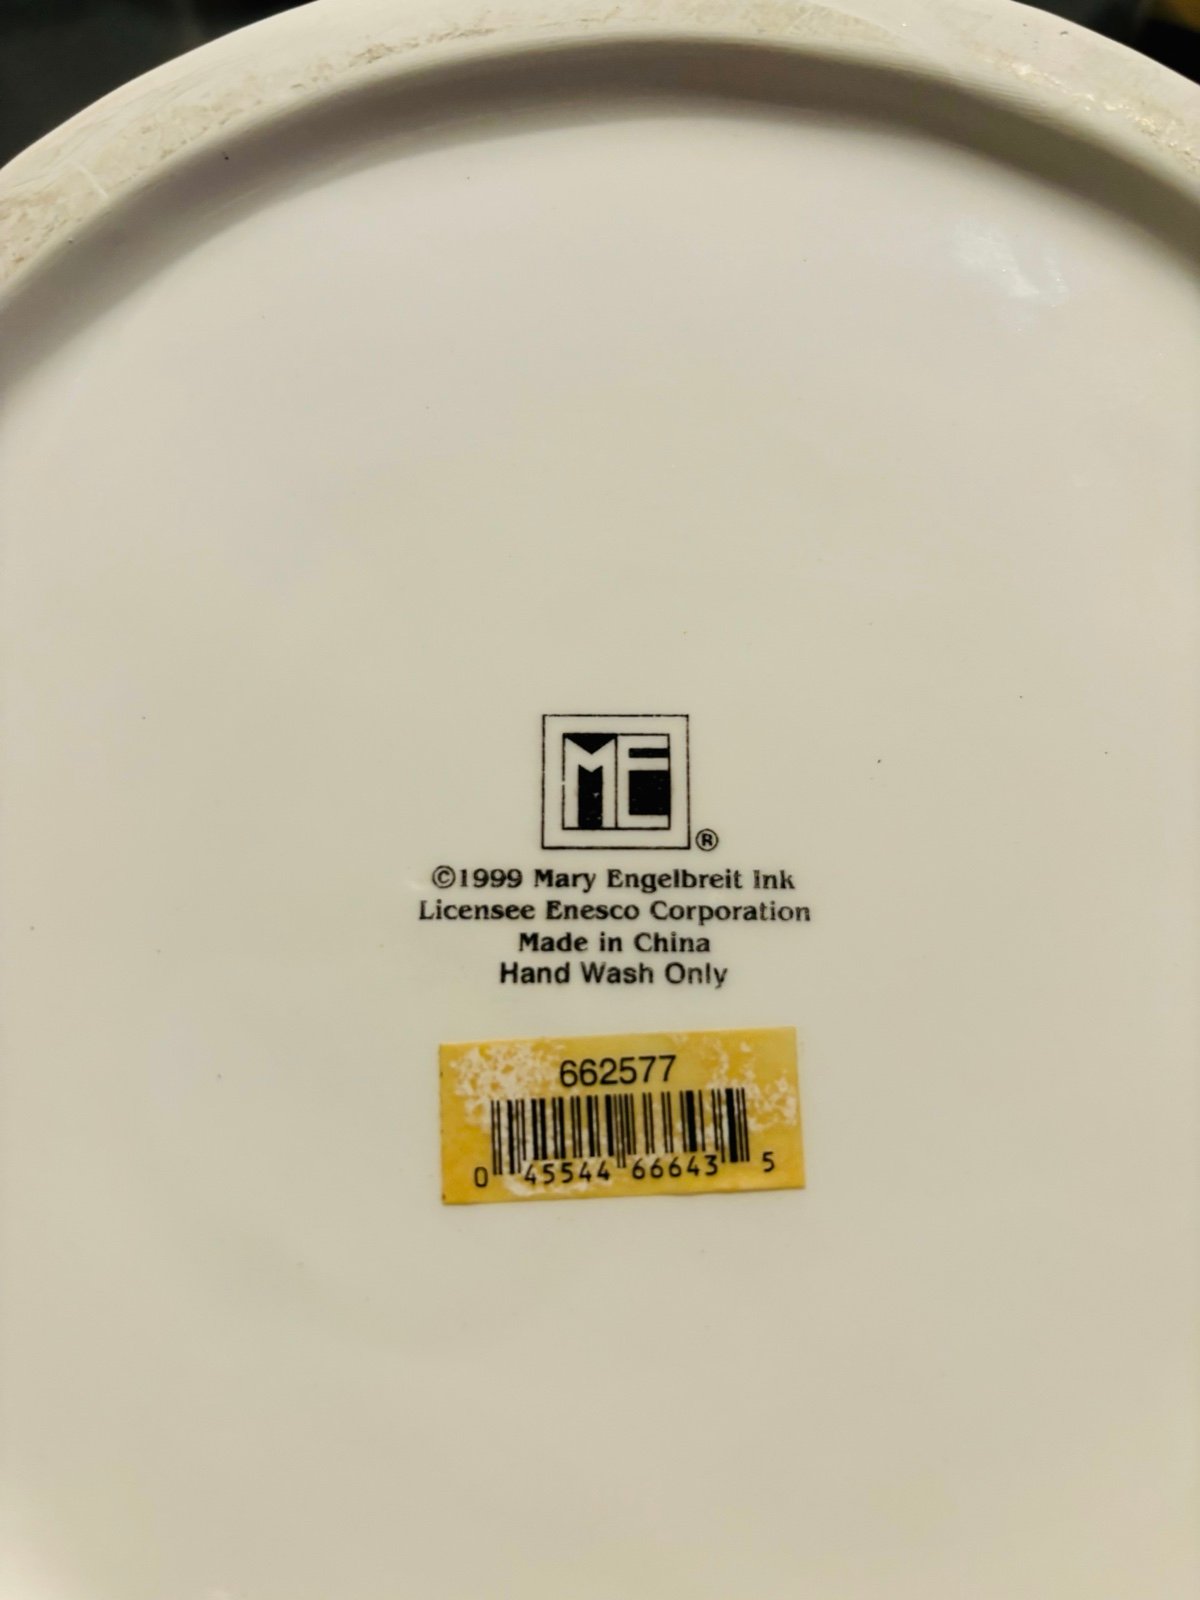 ME®
©1999 Mary Engelbreit Ink
Licensee Enesco Corporation
Made in China
Hand Wash Only
662577
0 45544 66643 5